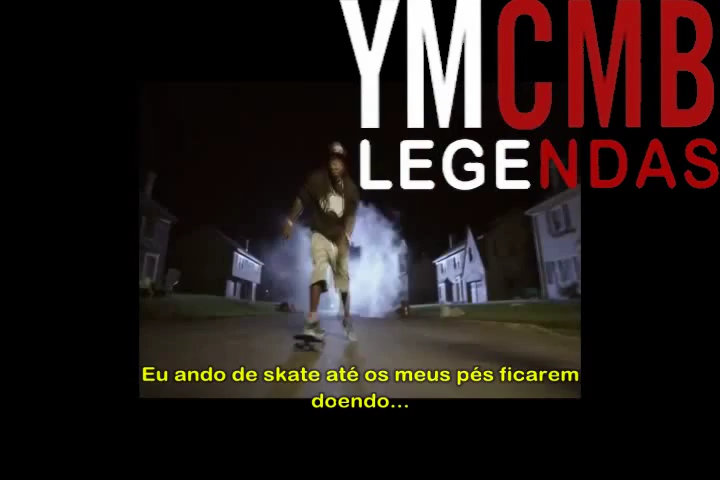 YMCMB
LEGENDAS
Eu ando de skate até os meus pés ficarem
doendo...